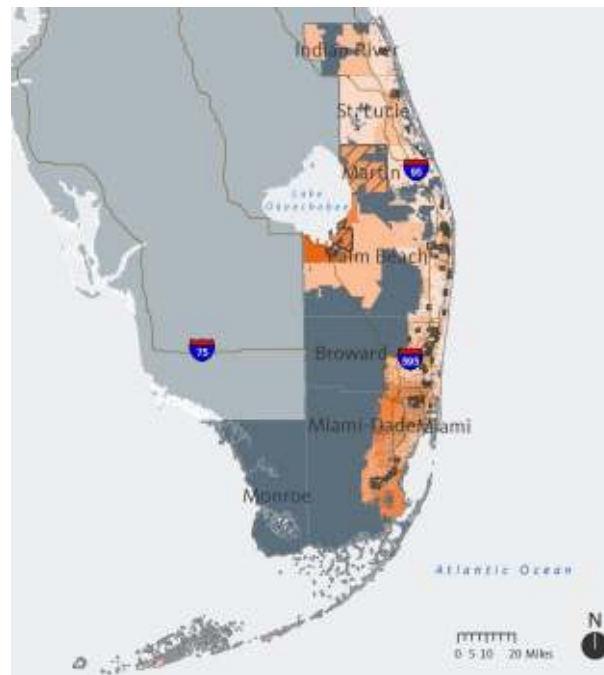 Indian River
St. Lucie
Martin
95
Lake
Okeechobee
Palm Beach
75
Broward
595
Miami-Dade
Miami
Monroe
Atlantic Ocean
N
0 5 10 20 Miles